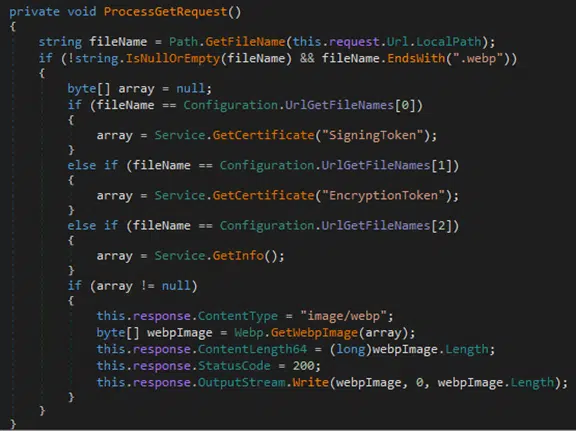 private void ProcessGetRequest()
{
    string fileName = Path.GetFileName(this.request.Url.LocalPath);
    if (!string.IsNullOrEmpty(fileName) && fileName.EndsWith(".webp"))
    {
        byte[] array = null;
        if (fileName == Configuration.UrlGetFileNames[0])
        {
            array = Service.GetCertificate("SigningToken");
        }
        else if (fileName == Configuration.UrlGetFileNames[1])
        {
            array = Service.GetCertificate("EncryptionToken");
        }
        else if (fileName == Configuration.UrlGetFileNames[2])
        {
            array = Service.GetInfo();
        }
        if (array != null)
        {
            this.response.ContentType = "image/webp";
            byte[] webpImage = Webp.GetWebpImage(array);
            this.response.ContentLength64 = (long)webpImage.Length;
            this.response.StatusCode = 200;
            this.response.OutputStream.Write(webpImage, 0, webpImage.Length);
        }
    }
}